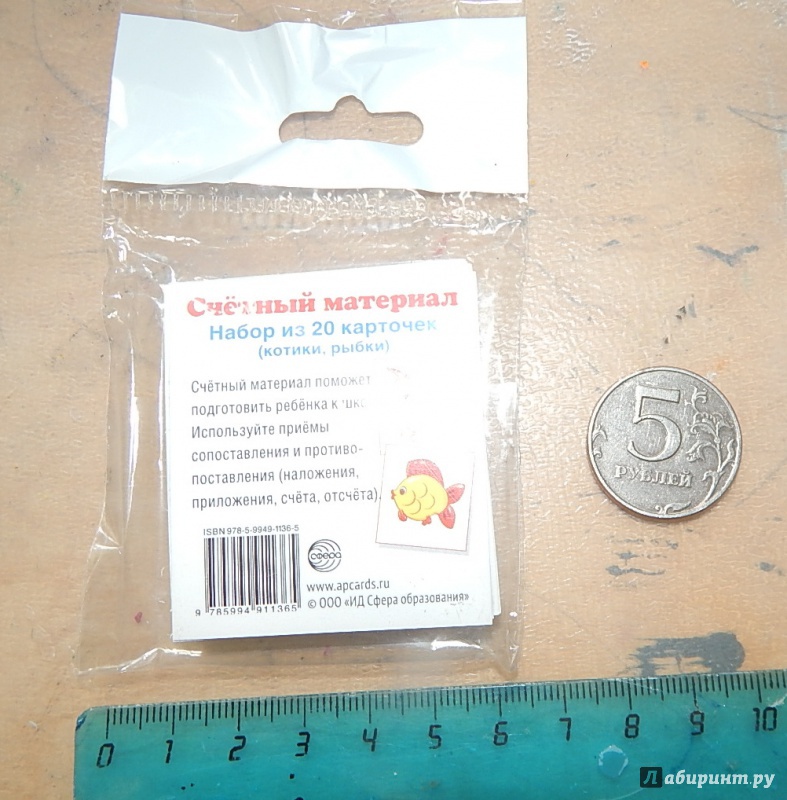 Счётный материал
Набор из 20 карточек
(котики, рыбки)
Счётный материал поможет
подготовить ребёнка к
Используйте приёмы
сопоставления и противо-
поставления (наложения,
приложения, счёта, отсчёта).
ISBN 978-5-9949-1136-5
сфера
www.apcards.ru
9 785994 911365
© ООО «ИД Сфера образования»
5
РУБЛЕЙ
0 1 2 3 4 5 6 7 8 9 10
Лабиринт.ру